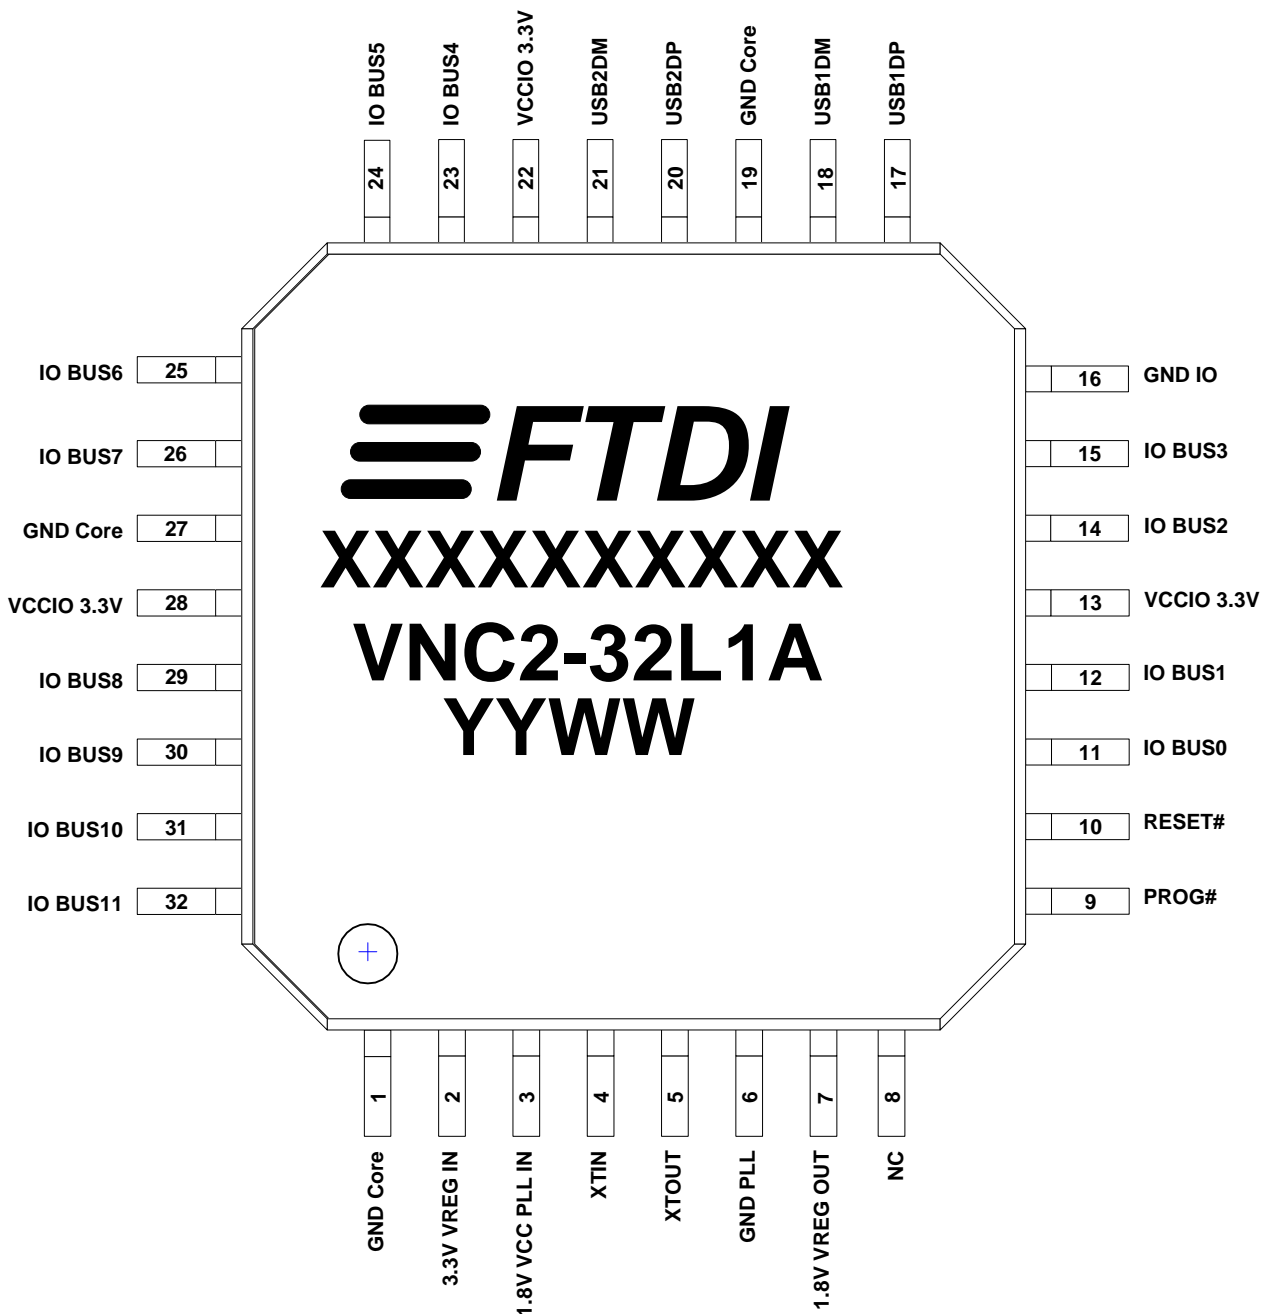 IO BUS5
IO BUS4
VCCIO 3.3V
USB2DM
USB2DP
GND Core
USB1DM
USB1DP
24
23
22
21
20
19
18
17
IO BUS6 25
IO BUS7 26
GND Core 27
VCCIO 3.3V 28
IO BUS8 29
IO BUS9 30
IO BUS10 31
IO BUS11 32
FTDI
XXXXXXXXXX
VNC2-32L1A
YYWW
16 GND IO
15 IO BUS3
14 IO BUS2
13 VCCIO 3.3V
12 IO BUS1
11 IO BUS0
10 RESET#
9 PROG#
1
2
3
4
5
6
7
8
GND Core
3.3V VREG IN
1.8V VCC PLL IN
XTIN
XTOUT
GND PLL
1.8V VREG OUT
NC